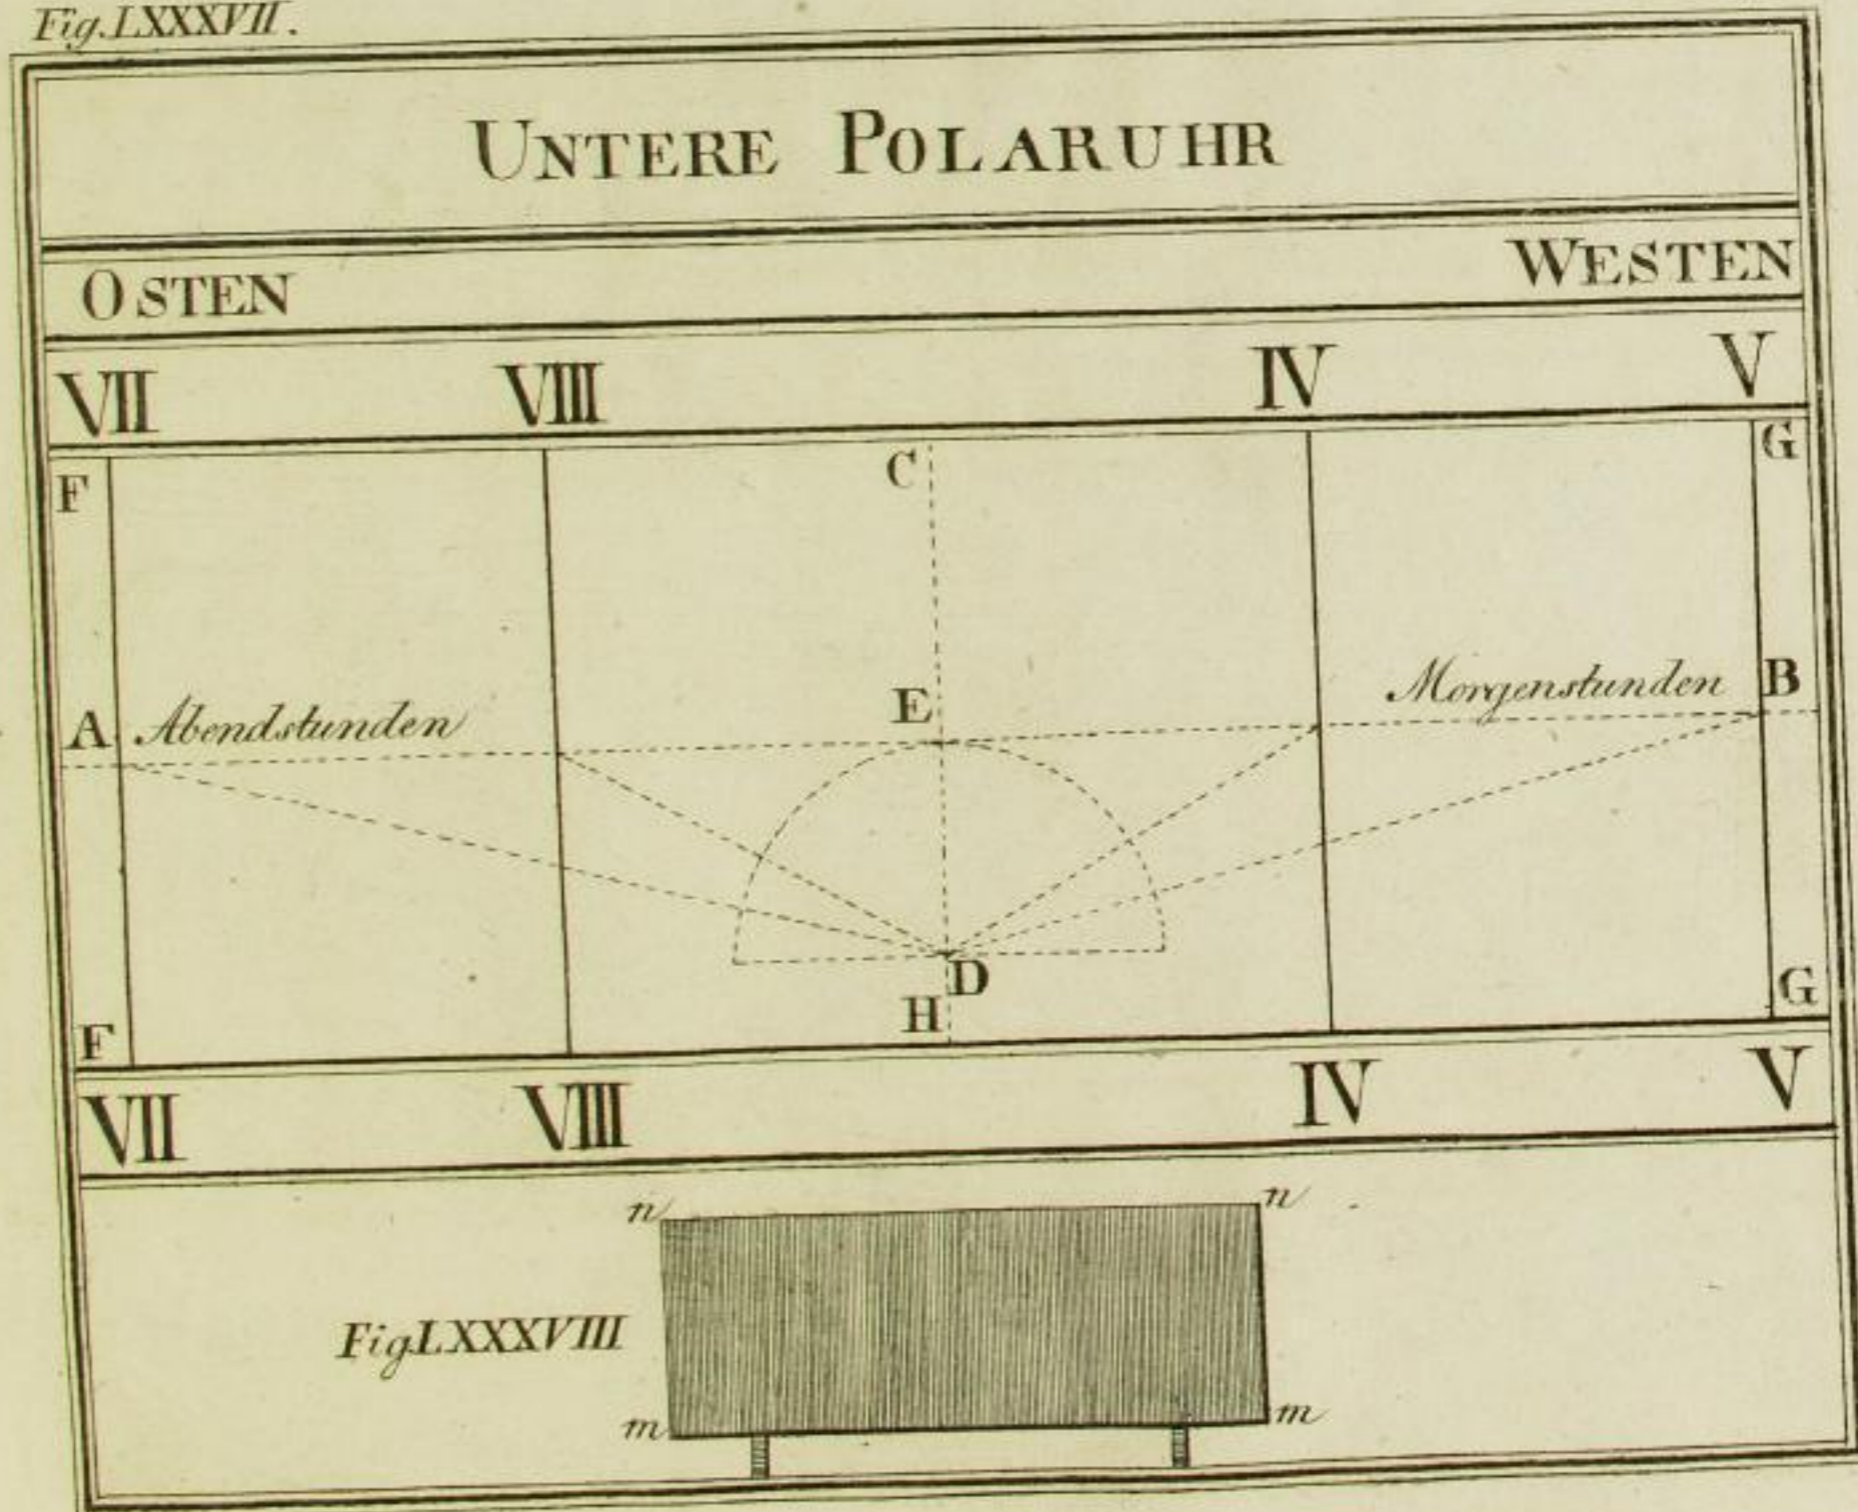 Fig. LXXXVII.
UNTERE POLARUHR
OSTEN WESTEN
VII VIII IV V
F C G
A Abendstunden E Morgenstunden B
D
F H G
VII VIII IV V
n n
Fig LXXXVIII
m m